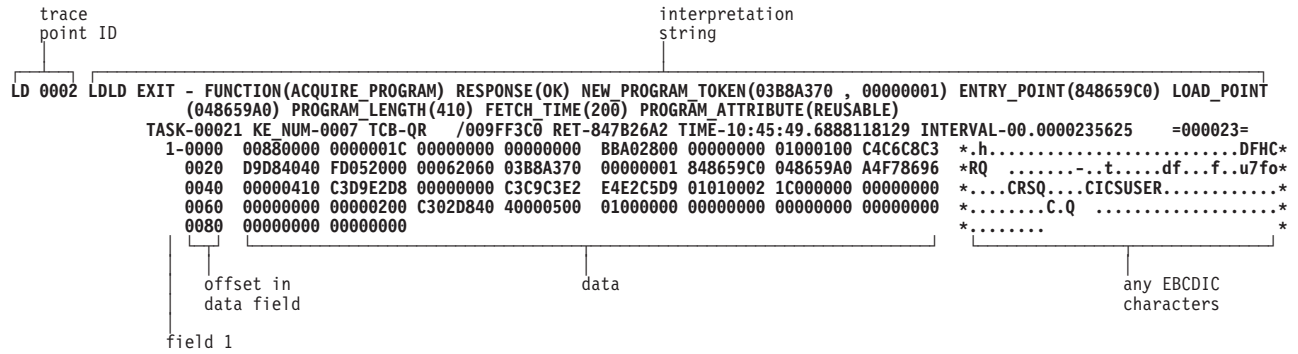 trace interpretation
point ID string
LD 0002 LDLD EXIT - FUNCTION(ACQUIRE_PROGRAM) RESPONSE(OK) NEW_PROGRAM_TOKEN(03B8A370 , 00000001) ENTRY_POINT(848659C0) LOAD_POINT
(048659A0) PROGRAM_LENGTH(410) FETCH_TIME(200) PROGRAM_ATTRIBUTE(REUSABLE)
TASK-00021 KE_NUM-0007 TCB-QR /009FF3C0 RET-847B26A2 TIME-10:45:49.6888118129 INTERVAL-00.0000235625 =000023=
1-0000 00880000 0000001C 00000000 00000000 BBA02800 00000000 01000100 C4C6C8C3 *.h..........................DFHC*
0020 D9D84040 FD052000 00062060 03B8A370 00000001 848659C0 048659A0 A4F78696 *RQ .......-..t.....df...f..u7fo*
0040 00000410 C3D9E2D8 00000000 C3C9C3E2 E4E2C5D9 01010002 1C000000 00000000 *....CRSQ....CICSUSER............*
0060 00000000 00000200 C302D840 40000500 01000000 00000000 00000000 00000000 *........C.Q ...................*
0080 00000000 00000000 *........ *
offset in data any EBCDIC
data field characters
field 1